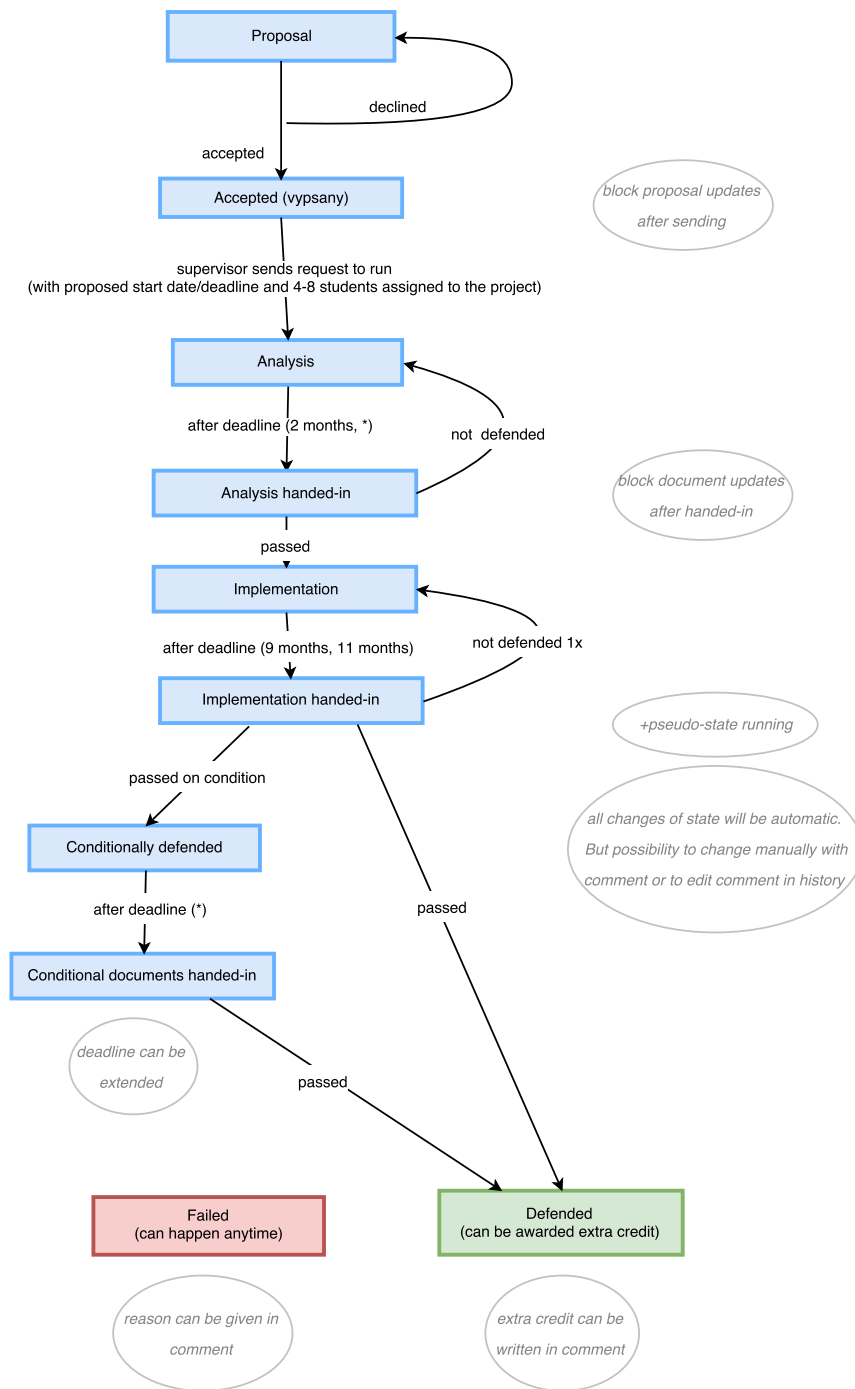 Proposal
declined
accepted
Accepted (vypsany)
block proposal updates
after sending
supervisor sends request to run
(with proposed start date/deadline and 4-8 students assigned to the project)
Analysis
after deadline (2 months, *)
not defended
Analysis handed-in
block document updates
after handed-in
passed
Implementation
after deadline (9 months, 11 months)
not defended 1x
Implementation handed-in
+pseudo-state running
passed on condition
all changes of state will be automatic.
But possibility to change manually with
comment or to edit comment in history
Conditionally defended
after deadline (*)
passed
Conditional documents handed-in
deadline can be
extended
passed
Failed
(can happen anytime)
Defended
(can be awarded extra credit)
reason can be given in
comment
extra credit can be
written in comment